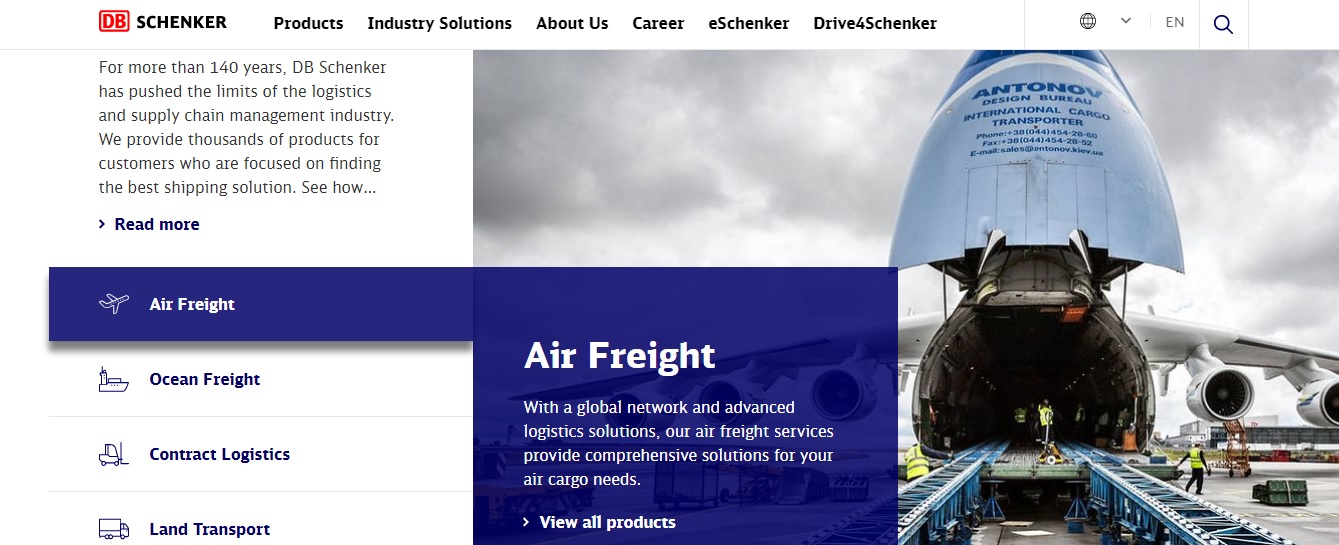 DB SCHENKER
Products
Industry Solutions
About Us
Career
eSchenker
Drive4Schenker
EN
For more than 140 years, DB Schenker
has pushed the limits of the logistics
and supply chain management industry.
We provide thousands of products for
customers who are focused on finding
the best shipping solution. See how...
Read more
Air Freight
Ocean Freight
Contract Logistics
Land Transport
Air Freight
With a global network and advanced
logistics solutions, our air freight services
provide comprehensive solutions for your
air cargo needs.
View all products
ANTONOV
DESIGN BUREAU
INTERNATIONAL CARGO
TRANSPORTER
Phone:+38(044)454-28-60
Fax:+38(044)454-28-52
E-mail:sales@antonov.kiev.ua